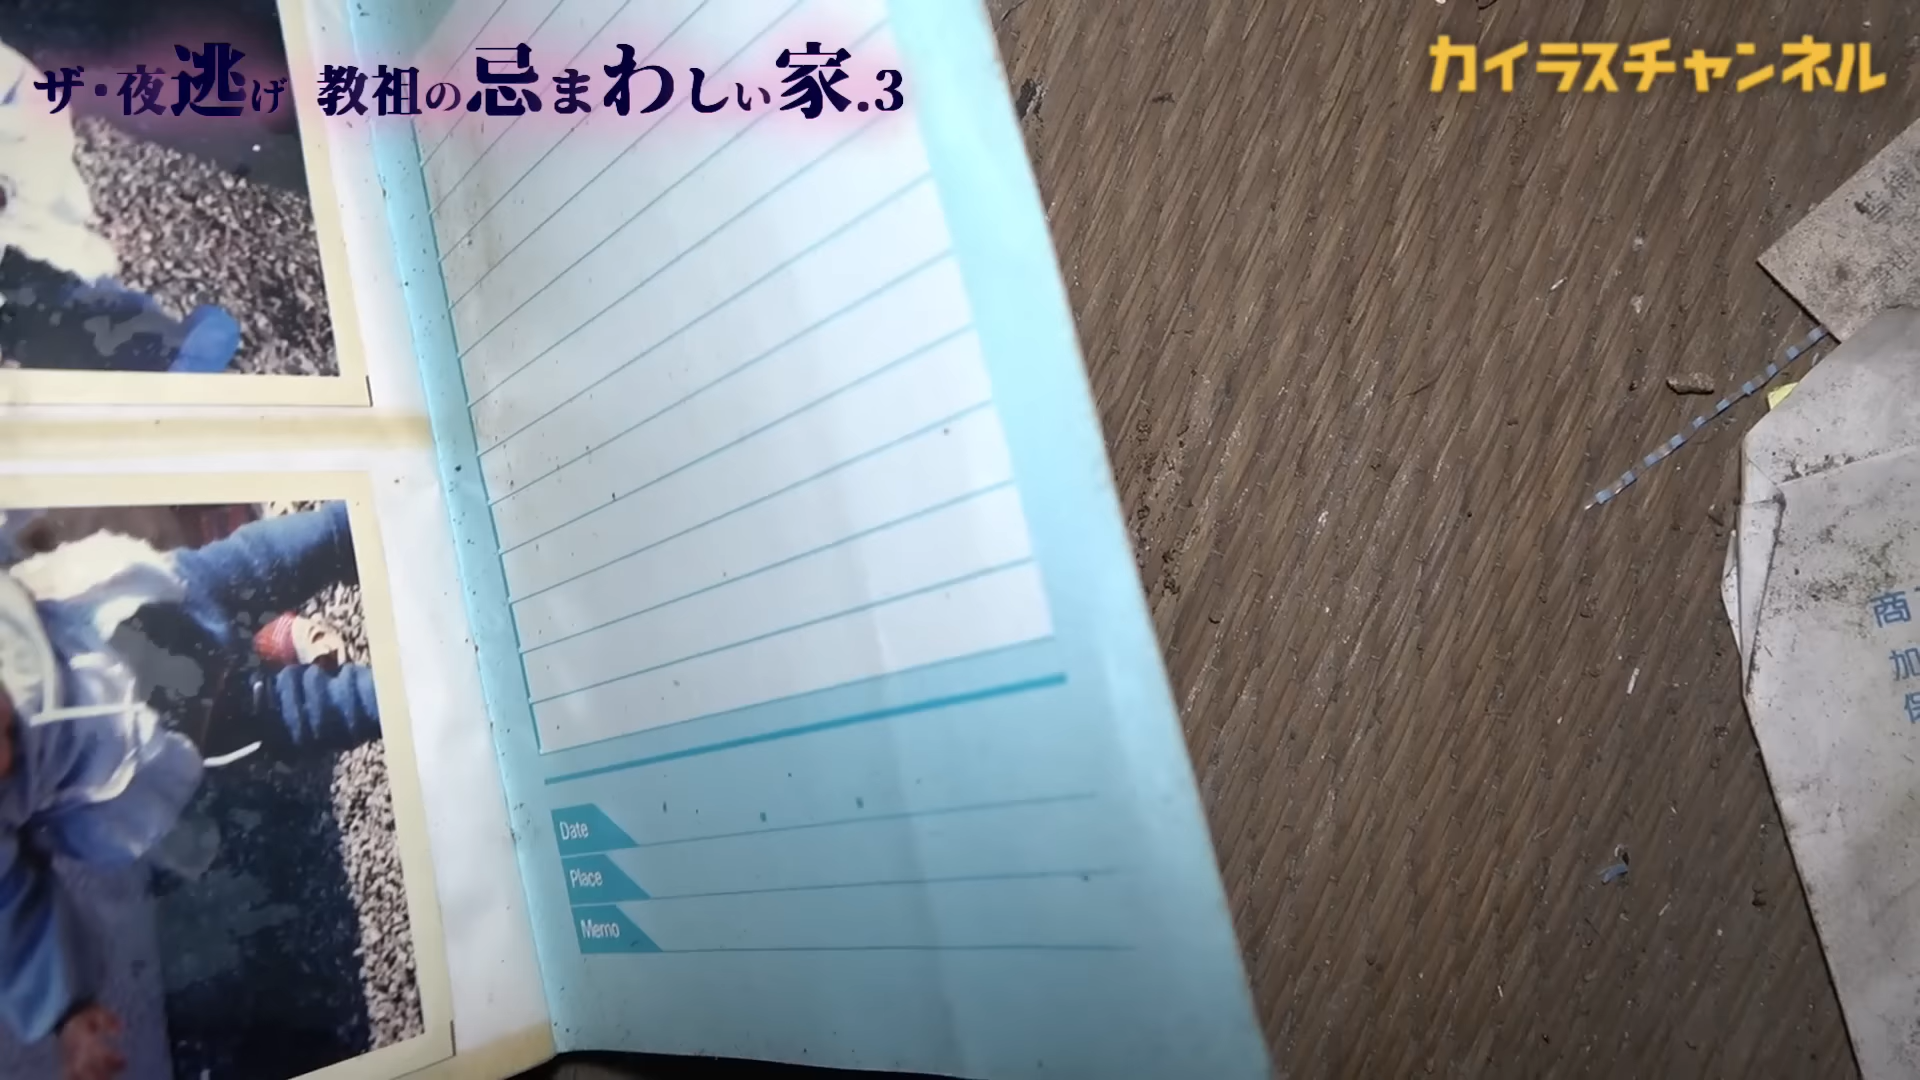 ザ・夜逃げ 教祖の忌まわしい家.3
カイラスチャンネル
Date
Place
Memo
商
加
保